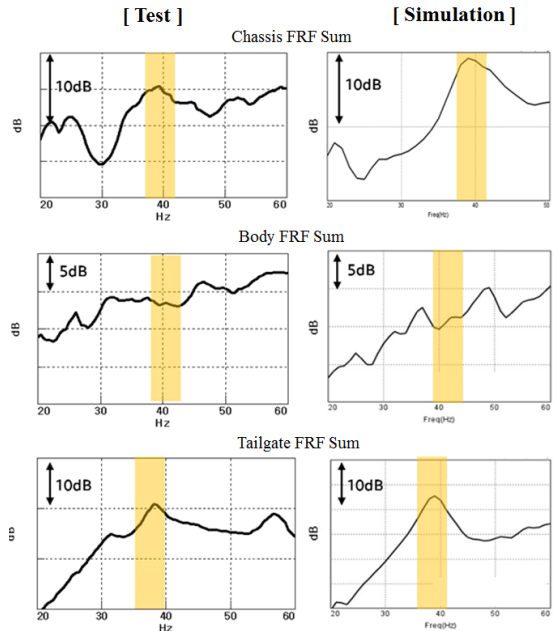 [ Test ]
[ Simulation ]
Chassis FRF Sum
10dB
dB
20 30 40 50 60
Hz
10dB
dB
20 30 40 50
Freq(Hz)
Body FRF Sum
5dB
dB
20 30 40 50 60
Hz
5dB
dB
20 30 40 50 60
Freq(Hz)
Tailgate FRF Sum
10dB
dB
20 30 40 50 60
Hz
10dB
dB
20 30 40 50 60
Freq(Hz)